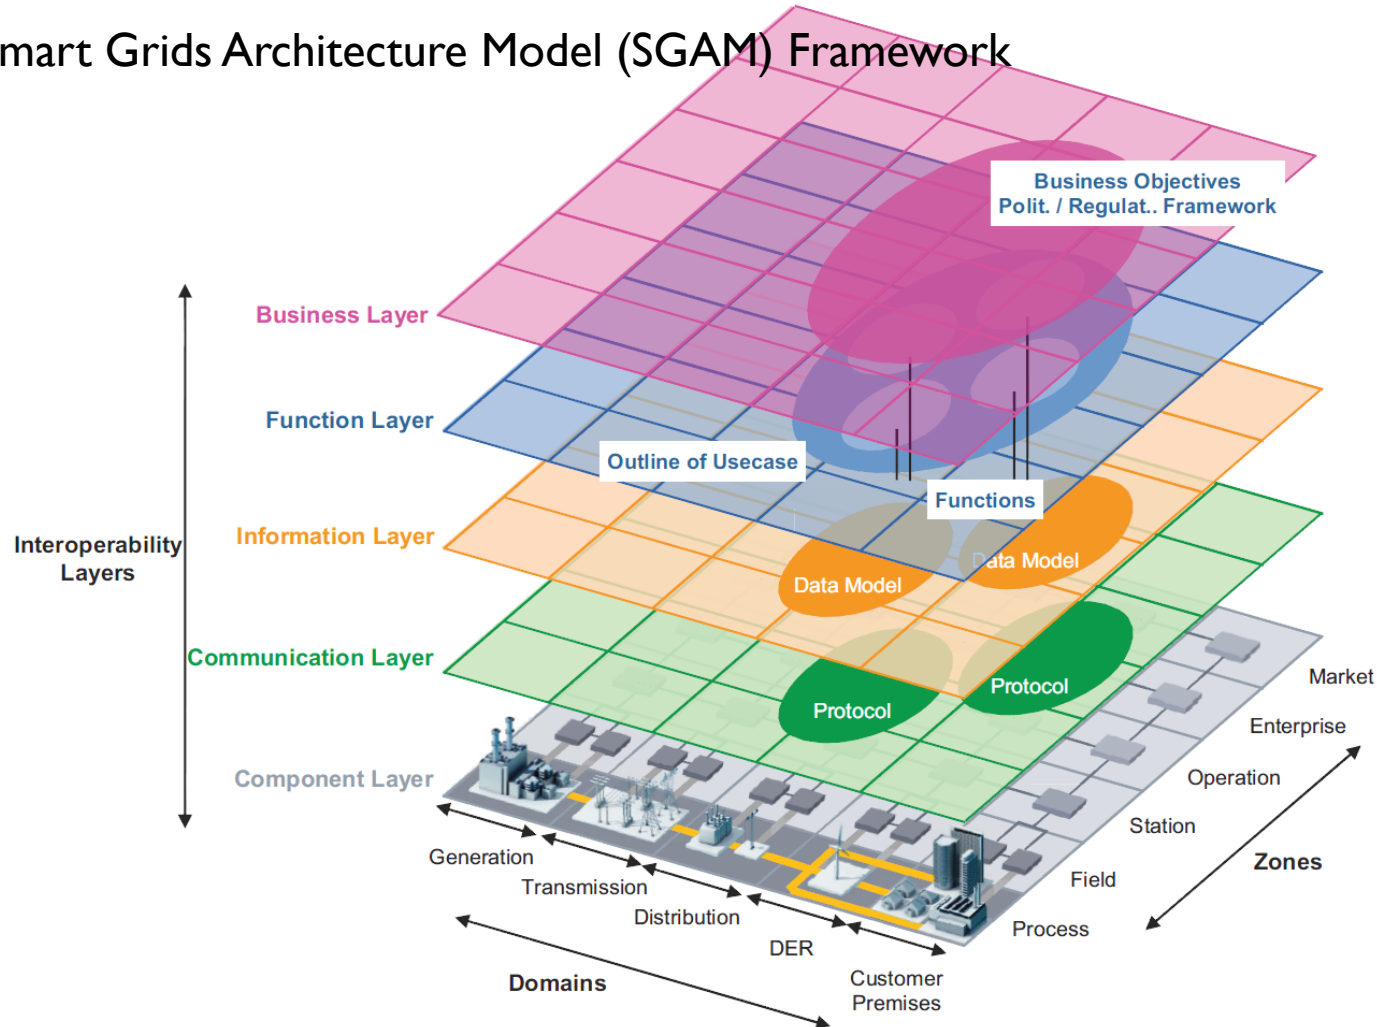 mart Grids Architecture Model (SGAM) Framework
Business Objectives
Polit. / Regulat.. Framework
Business Layer
Function Layer
Outline of Usecase
Functions
Information Layer
Interoperability
Layers
Data Model
Data Model
Communication Layer
Protocol
Protocol
Component Layer
Market
Enterprise
Operation
Station
Field
Process
Zones
Generation
Transmission
Distribution
DER
Customer
Premises
Domains